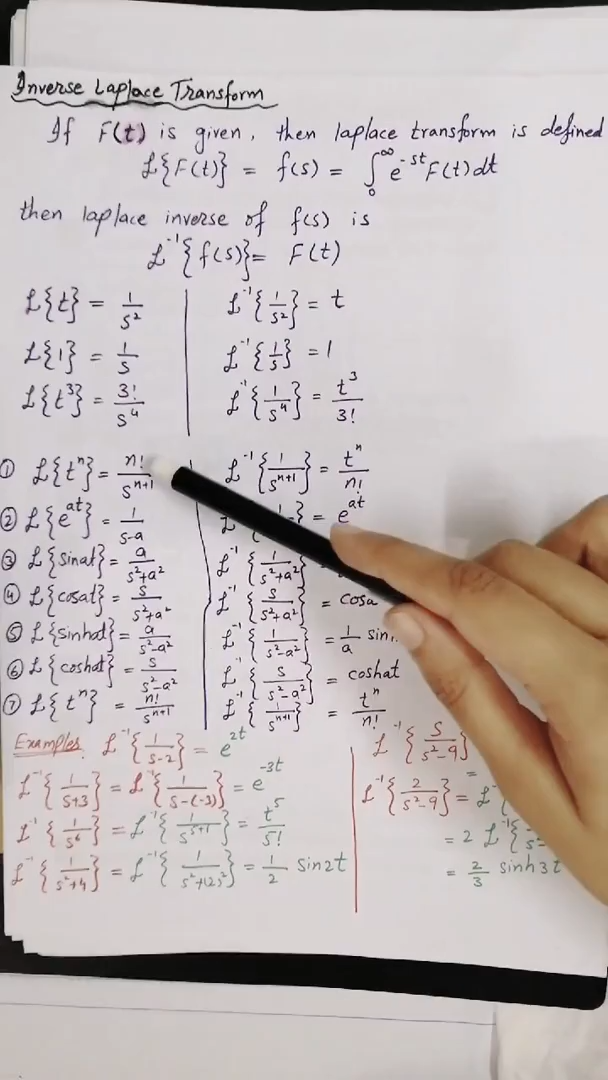 Inverse Laplace Transform
If F(t) is given, then laplace transform is defined
ℒ{F(t)} = f(s) = ∫₀^∞ e^-st F(t)dt
then laplace inverse of f(s) is
ℒ⁻¹{f(s)} = F(t)
ℒ{t} = 1/s²
ℒ⁻¹{1/s²} = t
ℒ{1} = 1/s
ℒ⁻¹{1/s} = 1
ℒ{t³} = 3!/s⁴
ℒ⁻¹{1/s⁴} = t³/3!
① ℒ{tⁿ} = n!/sⁿ⁺¹
ℒ⁻¹{1/sⁿ⁺¹} = tⁿ/n!
② ℒ{e^at} = 1/s-a
= e^at
③ ℒ{sinat} = a/s²+a²
ℒ⁻¹{1/s²+a²}
④ ℒ{cosat} = s/s²+a²
ℒ⁻¹{s/s²+a²} = cosa
⑤ ℒ{sinhat} = a/s²-a²
ℒ⁻¹{1/s²-a²} = 1/a sin
⑥ ℒ{coshat} = s/s²-a²
ℒ⁻¹{s/s²-a²} = coshat
⑦ ℒ{tⁿ} = n!/sⁿ⁺¹
ℒ⁻¹{1/sⁿ⁺¹} = tⁿ/n!
Examples ℒ⁻¹{1/s-2} = e^2t
ℒ⁻¹{1/s+3} = ℒ⁻¹{1/s-(-3)} = e^-3t
ℒ⁻¹{1/s⁶} = ℒ⁻¹{1/s⁵⁺¹} = t⁵/5!
ℒ⁻¹{1/s²+4} = ℒ⁻¹{1/s²+(2)²} = 1/2 sin2t
ℒ⁻¹{s/s²-9}
=
ℒ⁻¹{2/s²-9} = ℒ⁻¹{
= 2 ℒ⁻¹{
= 2/3 sinh3t